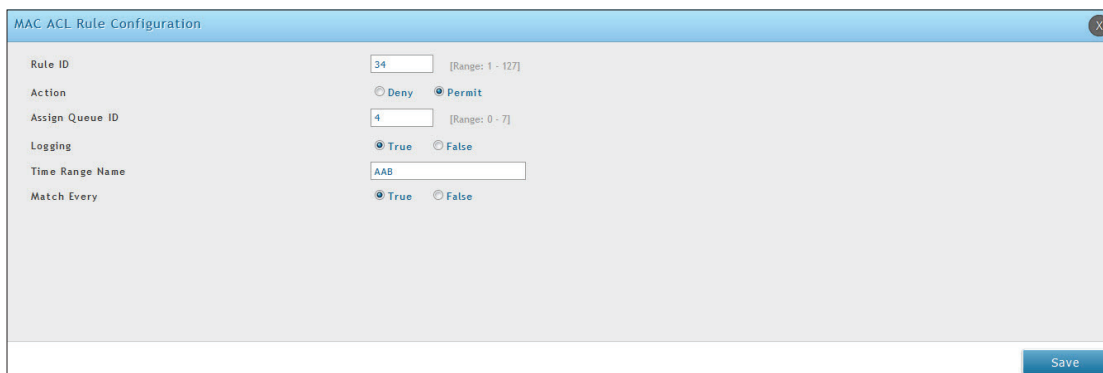 MAC ACL Rule Configuration
X
Rule ID 34 [Range: 1 - 127]
Action Deny Permit
Assign Queue ID 4 [Range: 0 - 7]
Logging True False
Time Range Name AAB
Match Every True False
Save